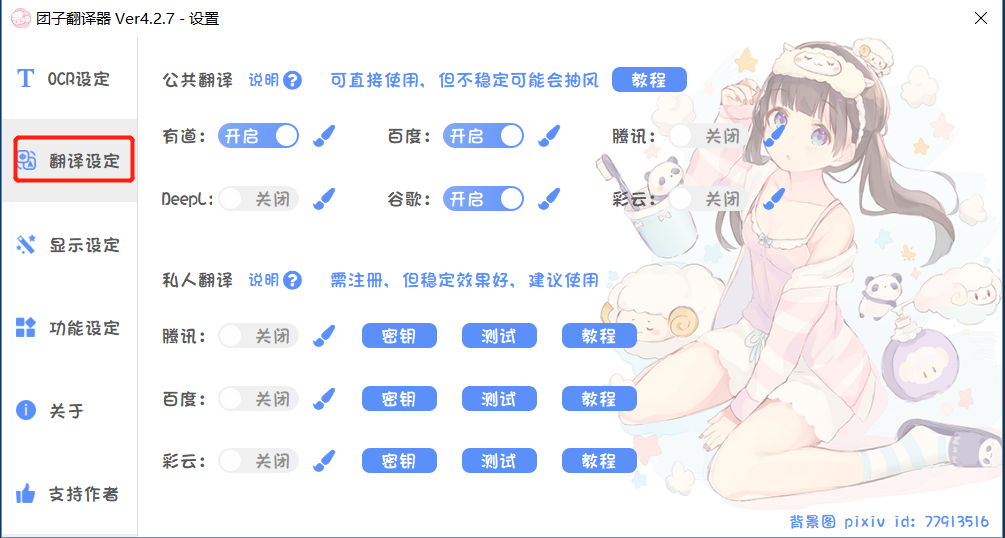 团子翻译器 Ver4.2.7 - 设置
OCR设定
翻译设定
显示设定
功能设定
关于
支持作者
公共翻译 说明 ? 可直接使用，但不稳定可能会抽风 教程
有道： 开启 百度： 开启 腾讯： 关闭
DeepL： 关闭 谷歌： 开启 彩云： 关闭
私人翻译 说明 ? 需注册，但稳定效果好，建议使用
腾讯： 关闭 密钥 测试 教程
百度： 关闭 密钥 测试 教程
彩云： 关闭 密钥 测试 教程
背景图 pixiv id: 77913516